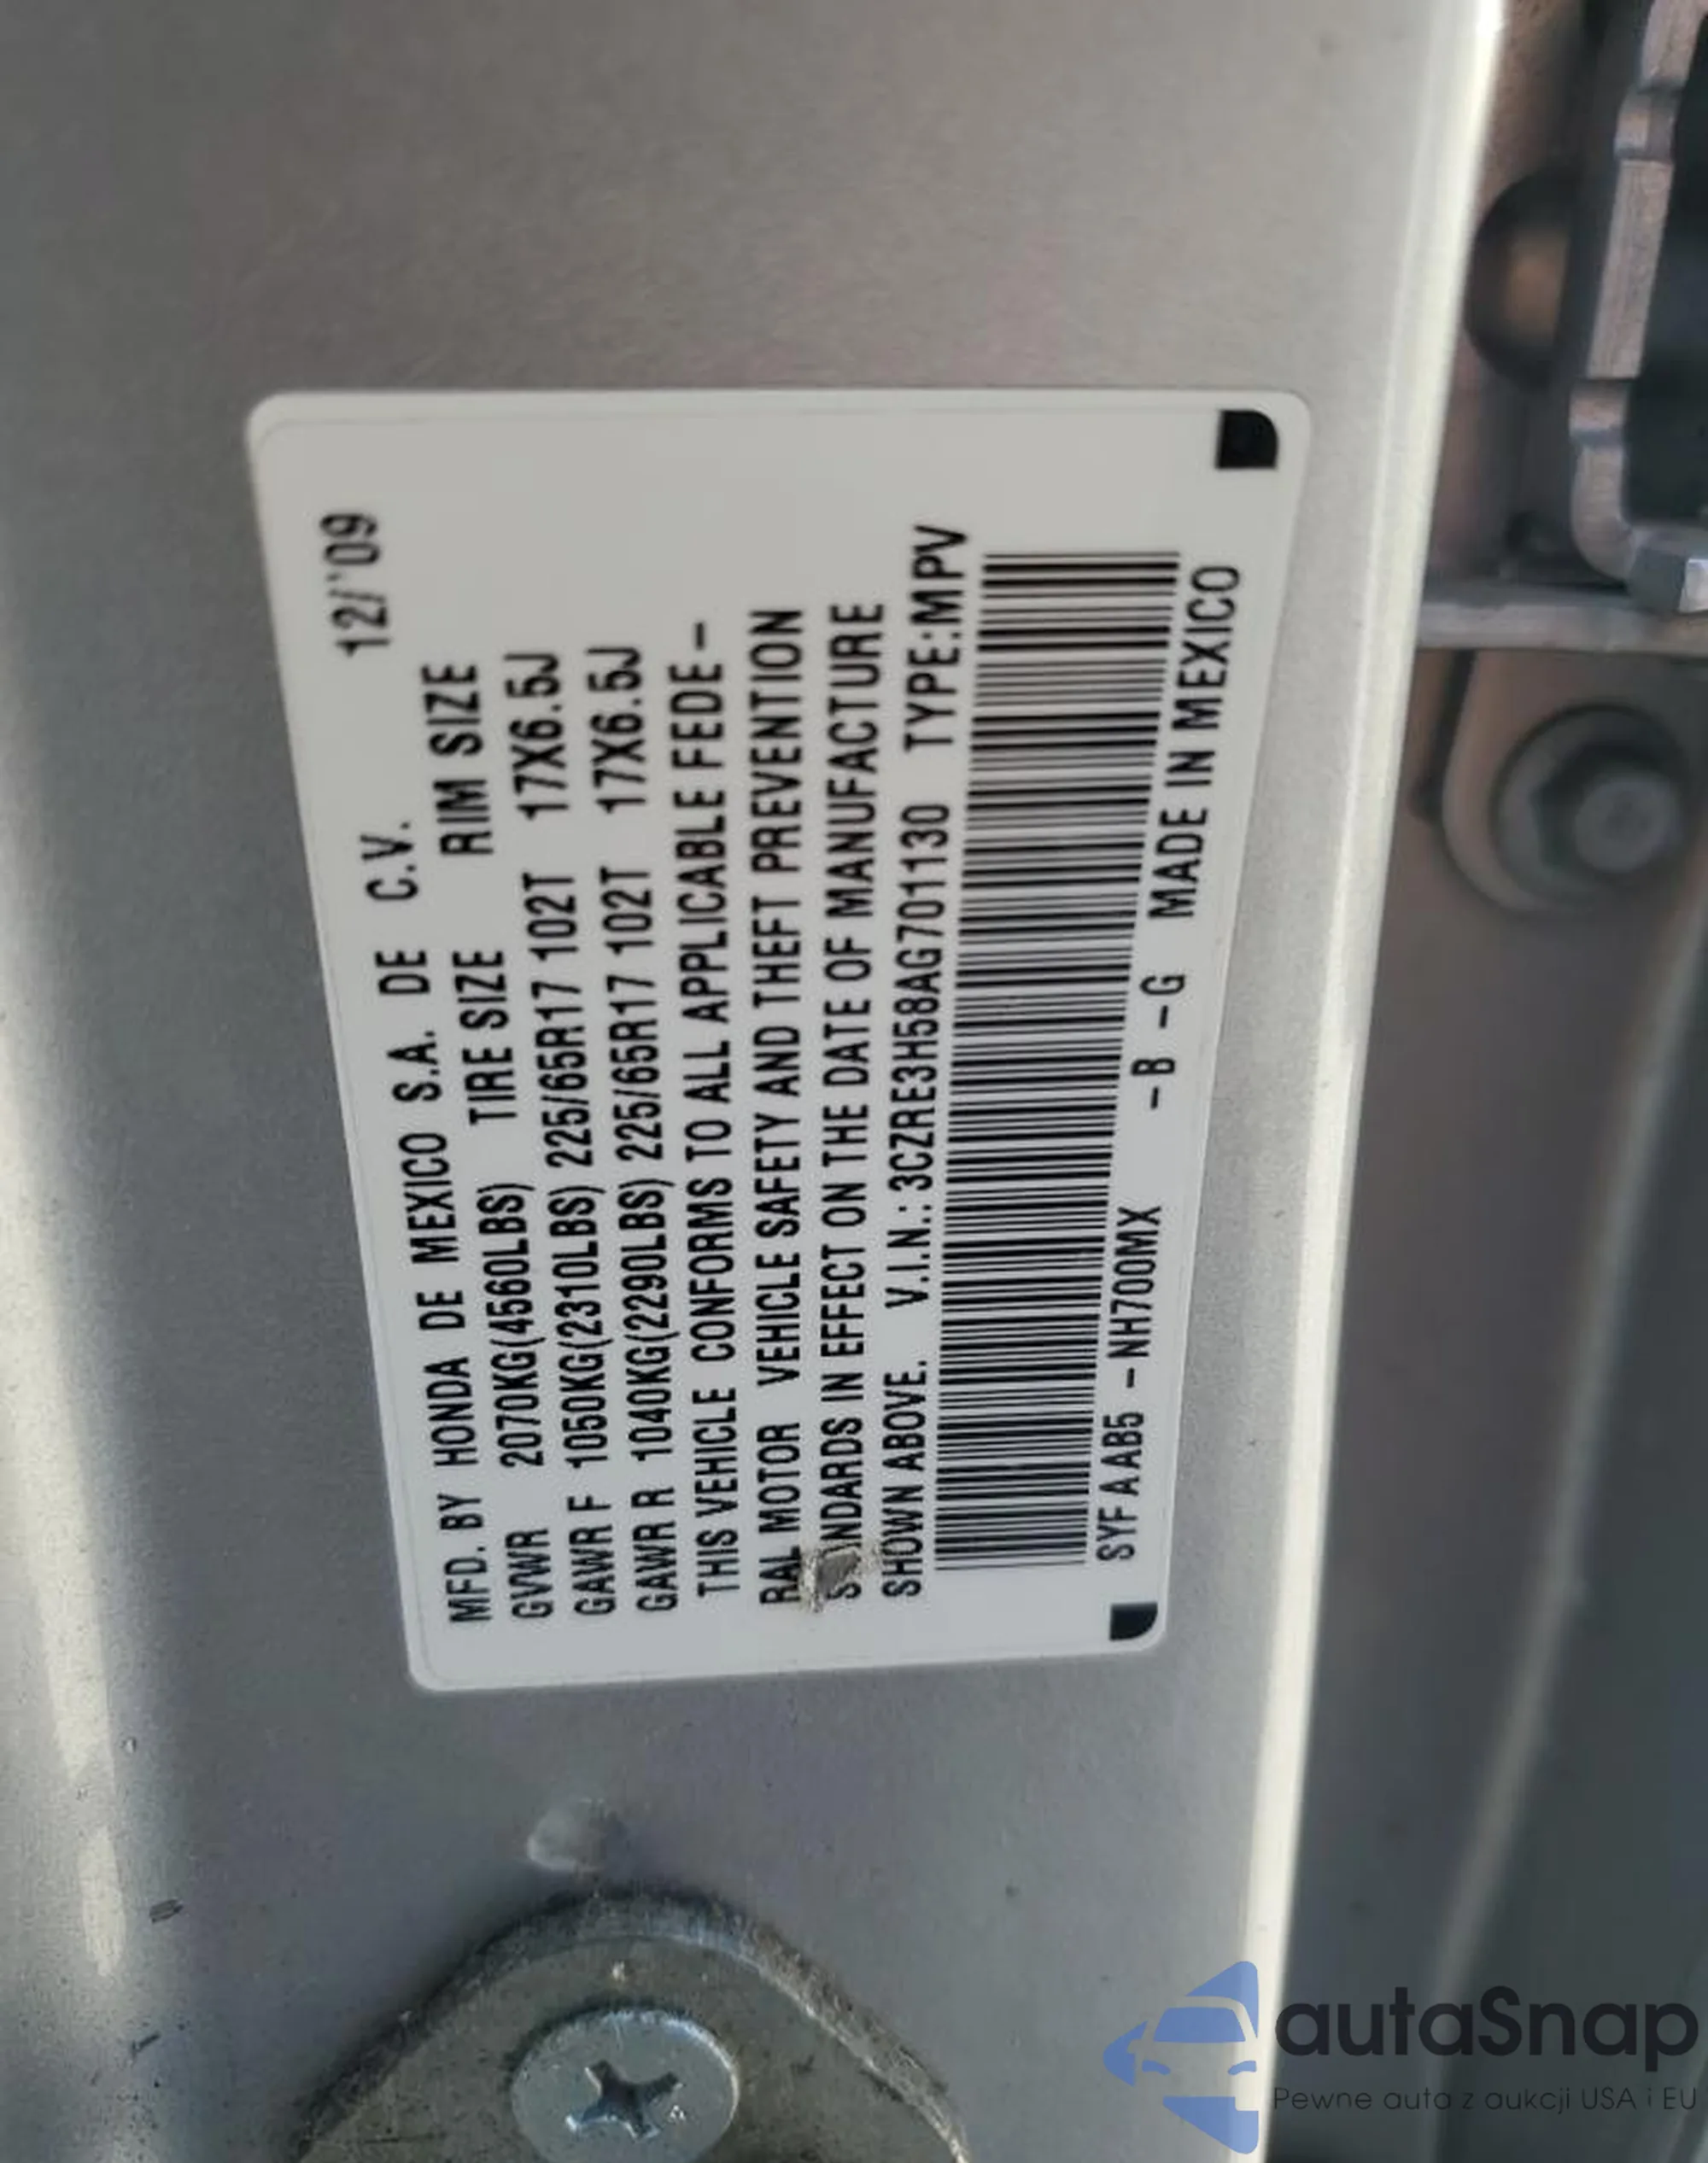 12/'09
MFD. BY HONDA DE MEXICO S.A. DE C.V.
GVWR 2070KG(4560LBS) TIRE SIZE RIM SIZE
GAWR F 1050KG(2310LBS) 225/65R17 102T 17X6.5J
GAWR R 1040KG(2290LBS) 225/65R17 102T 17X6.5J
THIS VEHICLE CONFORMS TO ALL APPLICABLE FEDE-
RAL MOTOR VEHICLE SAFETY AND THEFT PREVENTION
IN EFFECT ON THE DATE OF MANUFACTURE
SHOWN ABOVE. V.I.N.: 3CZRE3H58AG701130 TYPE:MPV
SYFAAB5 -NH700MX -B -G MADE IN MEXICO
autaSnap
Pewne auta z aukcji USA i EU